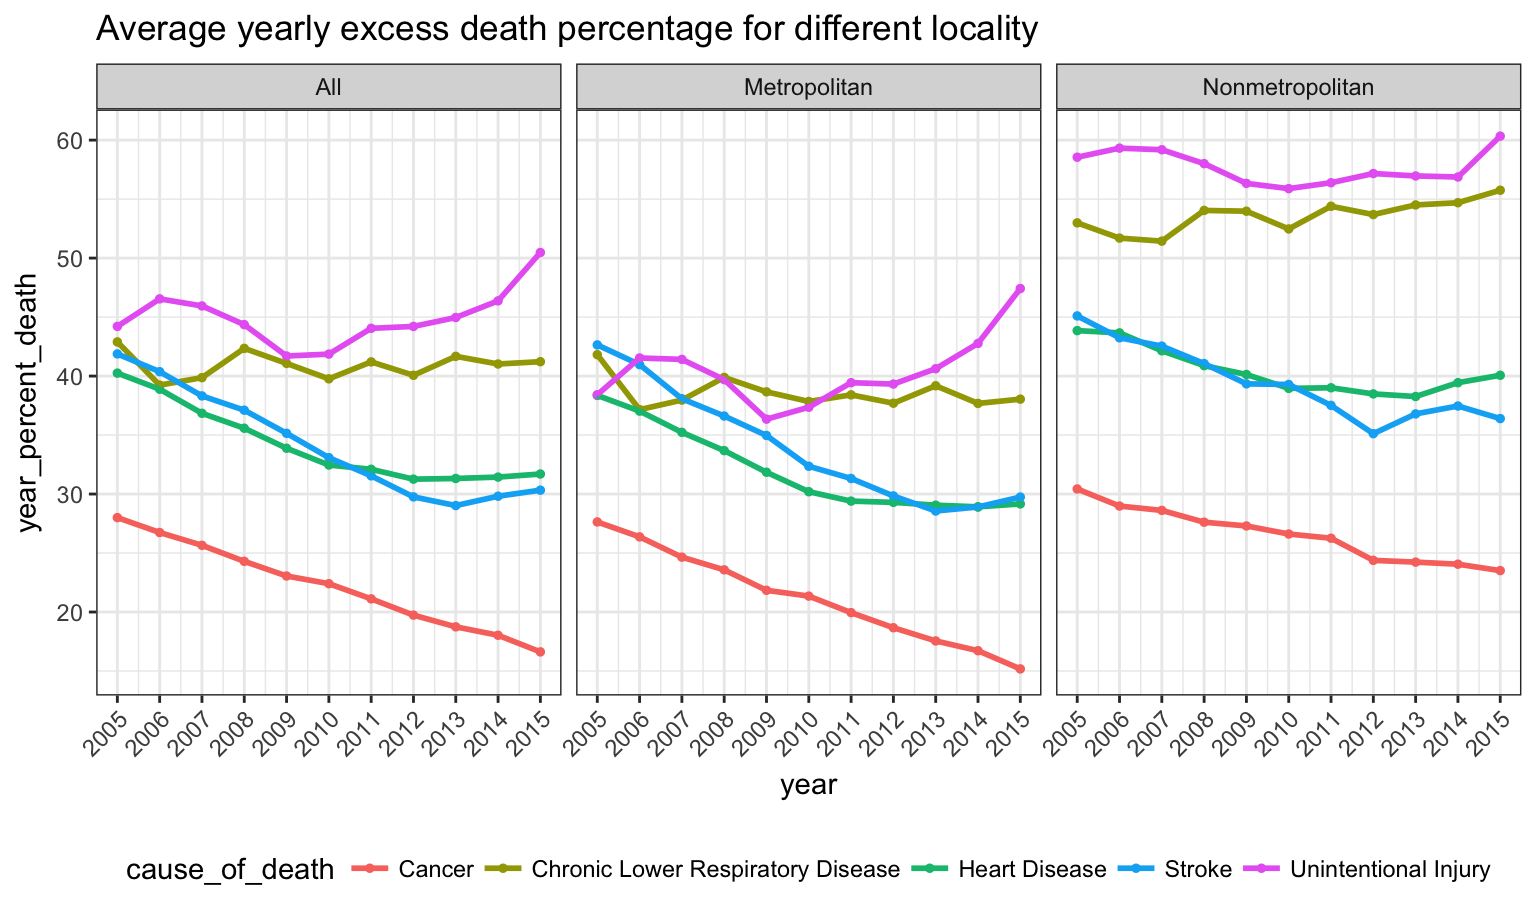 Average yearly excess death percentage for different locality
All Metropolitan Nonmetropolitan
60
50
40
30
20
year_percent_death
2005 2006 2007 2008 2009 2010 2011 2012 2013 2014 2015 2005 2006 2007 2008 2009 2010 2011 2012 2013 2014 2015 2005 2006 2007 2008 2009 2010 2011 2012 2013 2014 2015
year
cause_of_death Cancer Chronic Lower Respiratory Disease Heart Disease Stroke Unintentional Injury